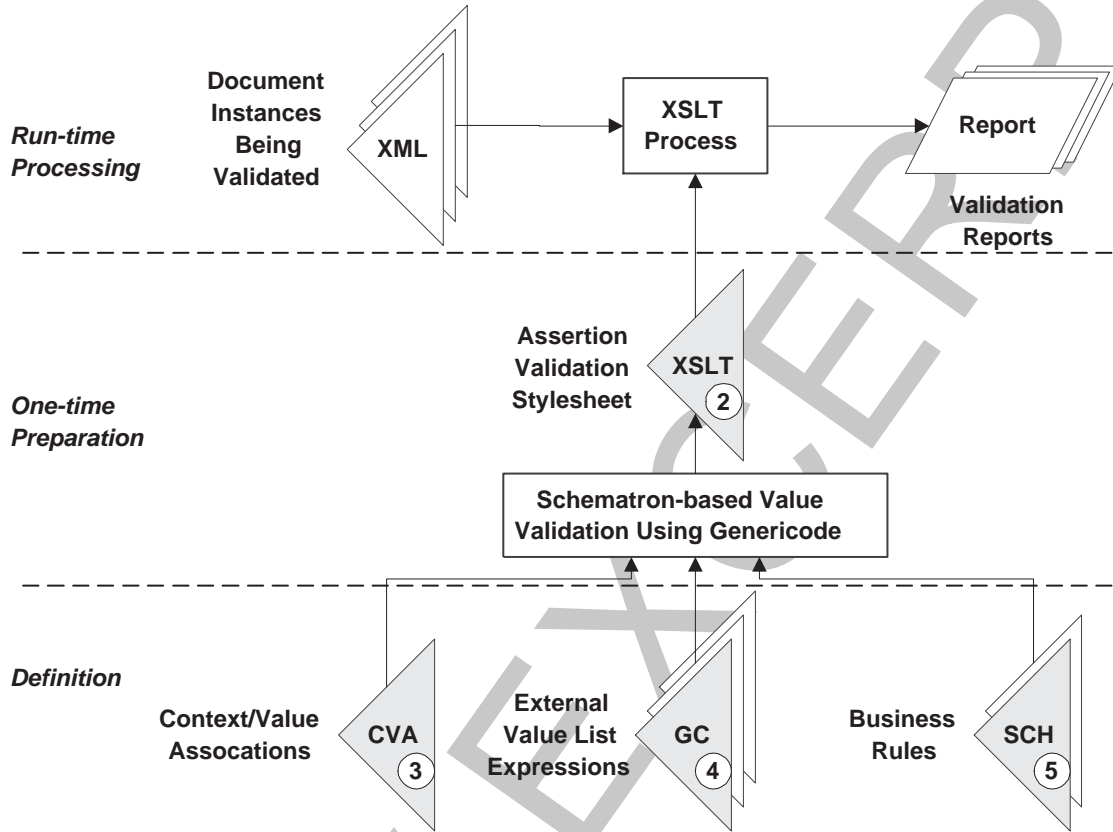 Document
Instances
Being
Validated
XML
XSLT
Process
Report
Run-time
Processing
Validation
Reports
Assertion
Validation
Stylesheet
XSLT
2
One-time
Preparation
Schematron-based Value
Validation Using Genericode
Definition
Context/Value
Assocations
CVA
3
External
Value List
Expressions
GC
4
Business
Rules
SCH
5
EXCERP